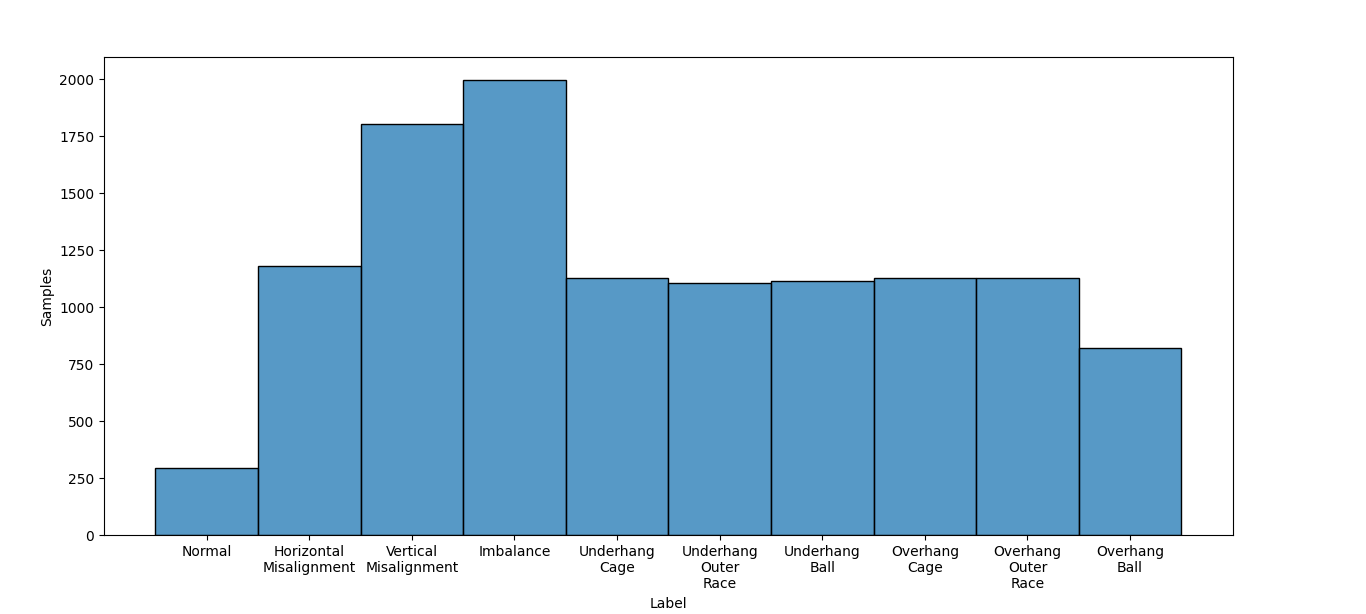 2000
1750
1500
1250
1000
750
500
250
0
Samples
Normal
Horizontal
Misalignment
Vertical
Misalignment
Imbalance
Underhang
Cage
Underhang
Outer
Race
Underhang
Ball
Overhang
Cage
Overhang
Outer
Race
Overhang
Ball
Label